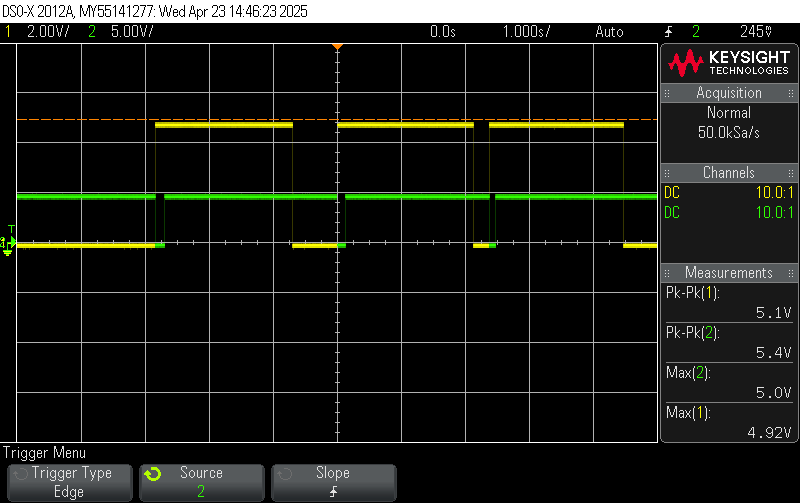 DSO-X 2012A, MY55141277: Wed Apr 23 14:46:23 2025
1 2.00V/ 2 5.00V/ 0.0s 1.000s/ Auto 2 245mV
KEYSIGHT
TECHNOLOGIES
Acquisition
Normal
50.0kSa/s
Channels
DC 10.0:1
DC 10.0:1
Measurements
Pk-Pk(1):
5.1V
Pk-Pk(2):
5.4V
Max(2):
5.0V
Max(1):
4.92V
T
2
Trigger Menu
Trigger Type
Edge
Source
2
Slope